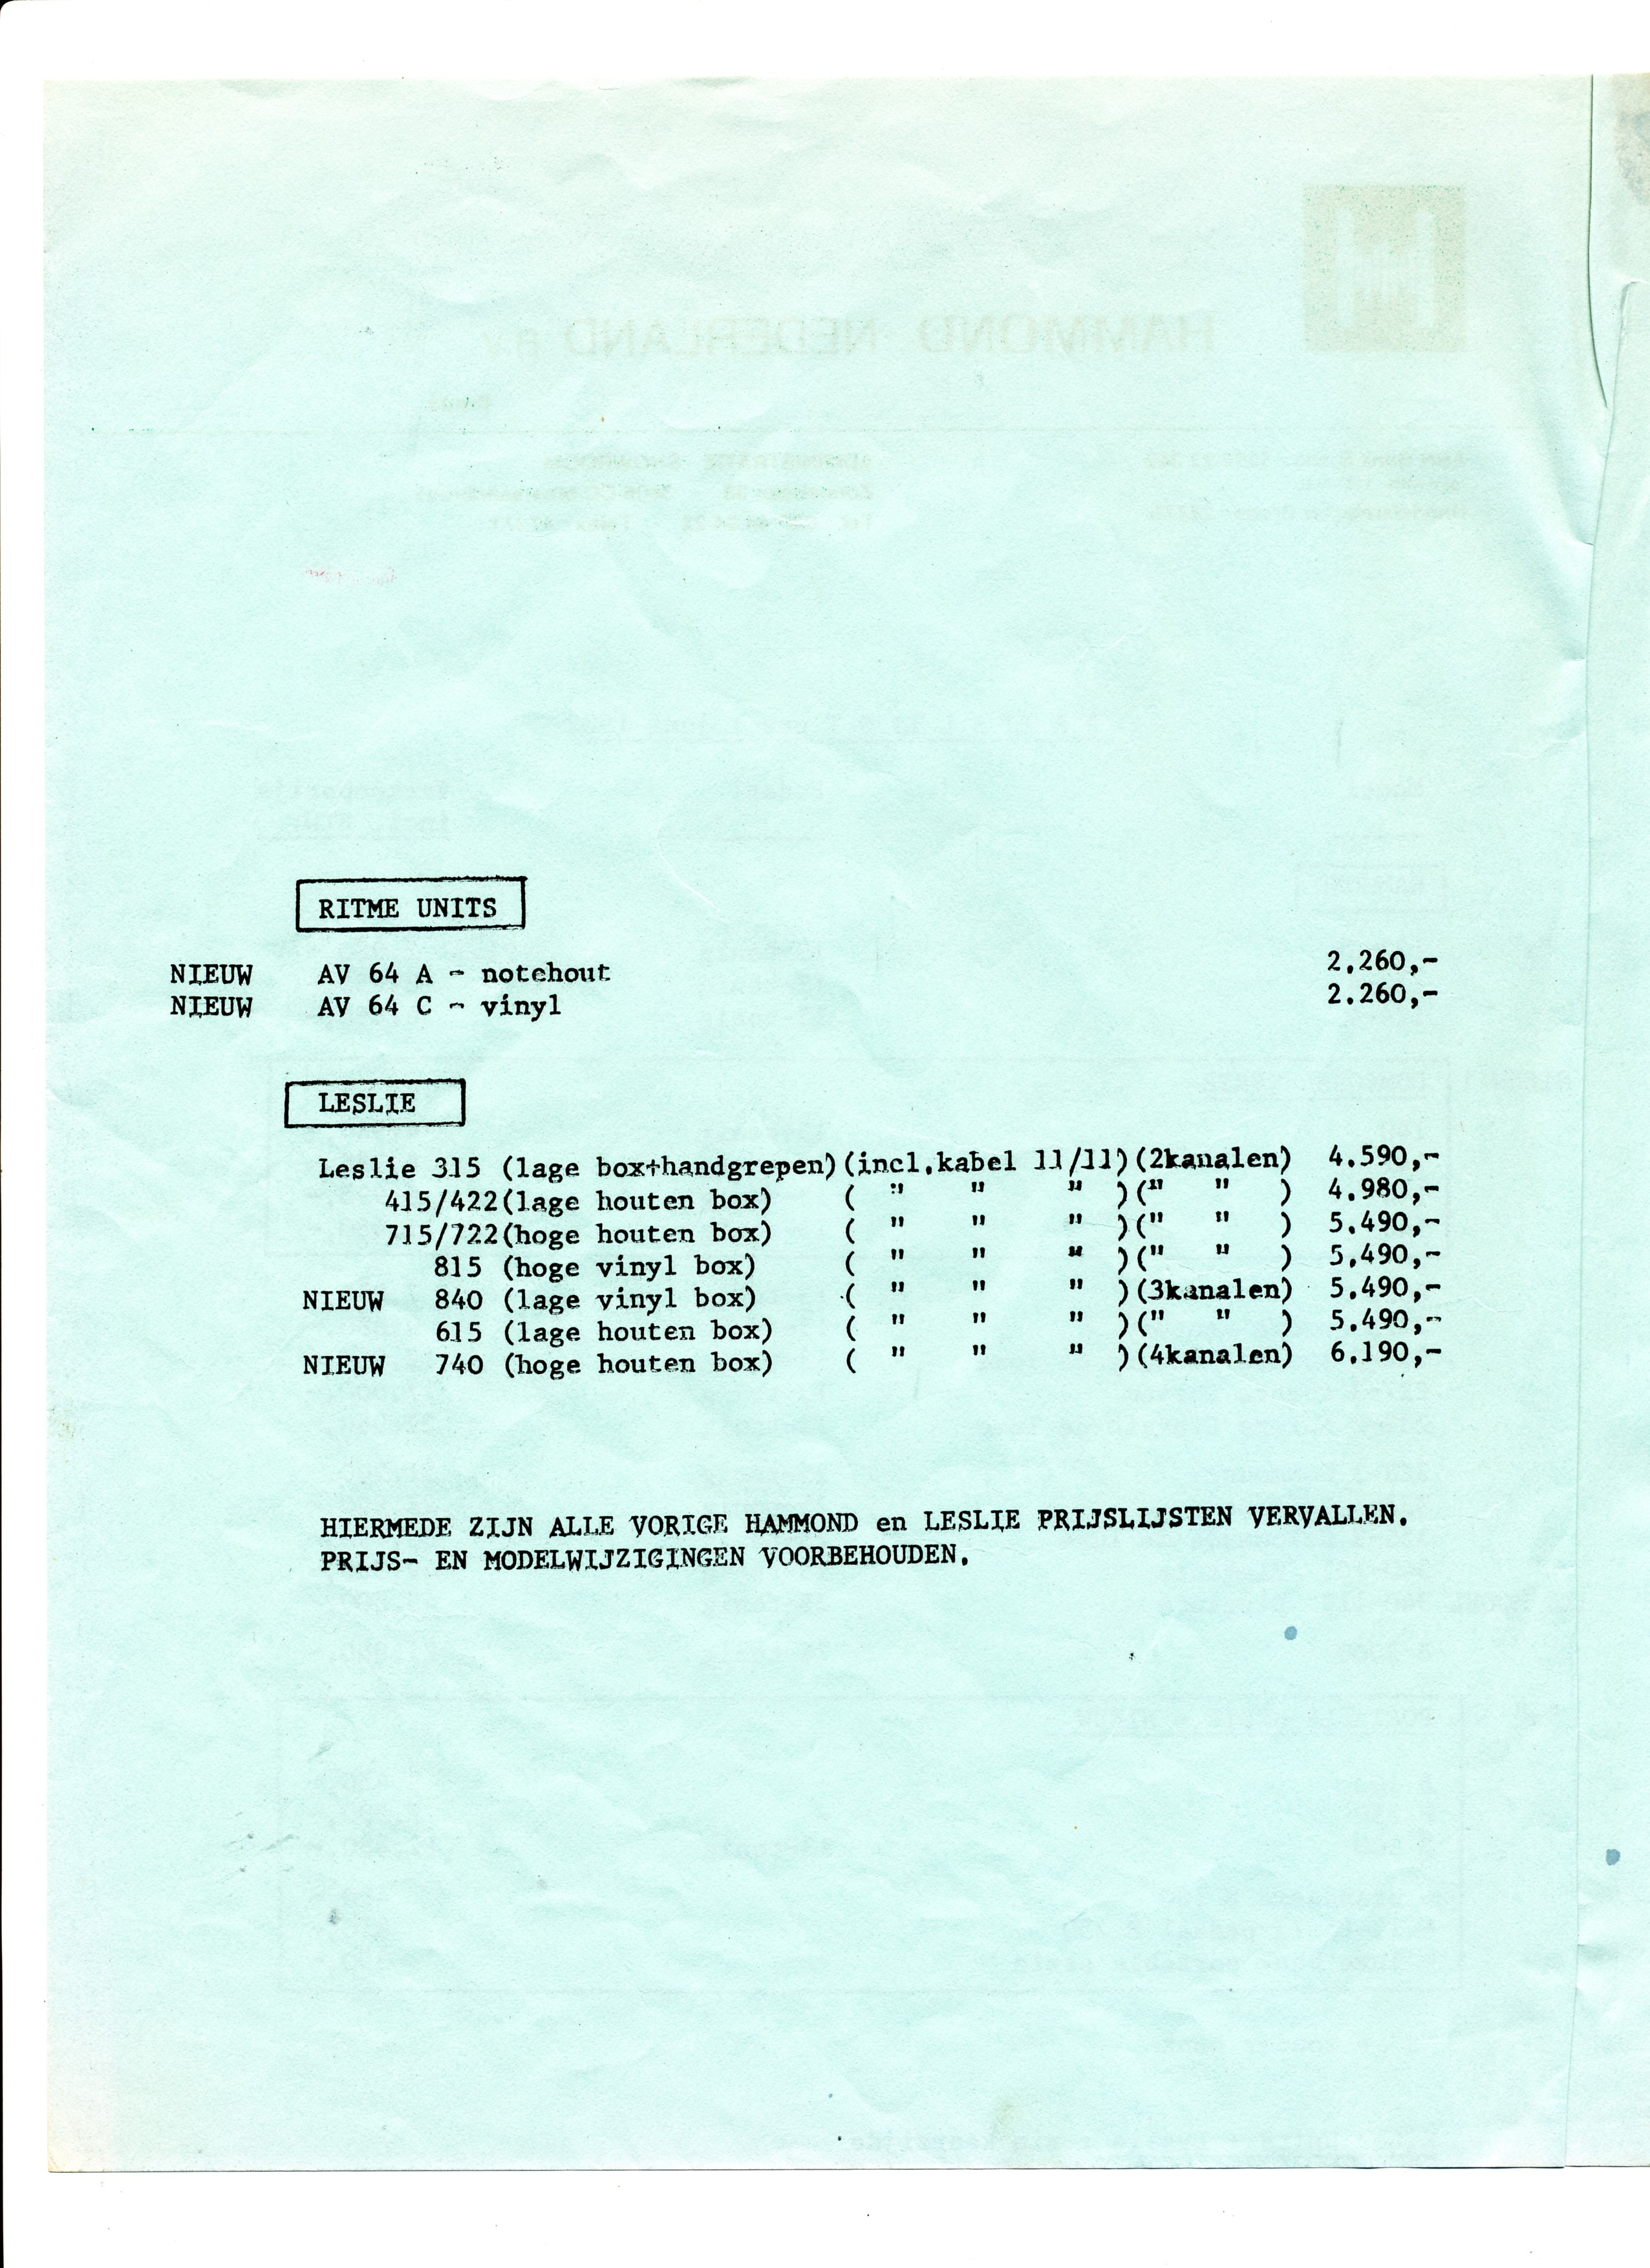 RITME UNITS
NIEUW AV 64 A - notehout 2.260,-
NIEUW AV 64 C - vinyl 2.260,-
LESLIE
Leslie 315 (lage box+handgrepen)(incl.kabel 11/11)(2kanalen) 4.590,-
415/422(lage houten box) ( " " " )(" " ) 4.980,-
715/722(hoge houten box) ( " " " )(" " ) 5.490,-
815 (hoge vinyl box) ( " " " )(" " ) 5.490,-
NIEUW 840 (lage vinyl box) ( " " " )(3kanalen) 5.490,-
615 (lage houten box) ( " " " )(" " ) 5.490,-
NIEUW 740 (hoge houten box) ( " " " )(4kanalen) 6.190,-
HIERMEDE ZIJN ALLE VORIGE HAMMOND en LESLIE PRIJSLIJSTEN VERVALLEN.
PRIJS- EN MODELWIJZIGINGEN VOORBEHOUDEN.